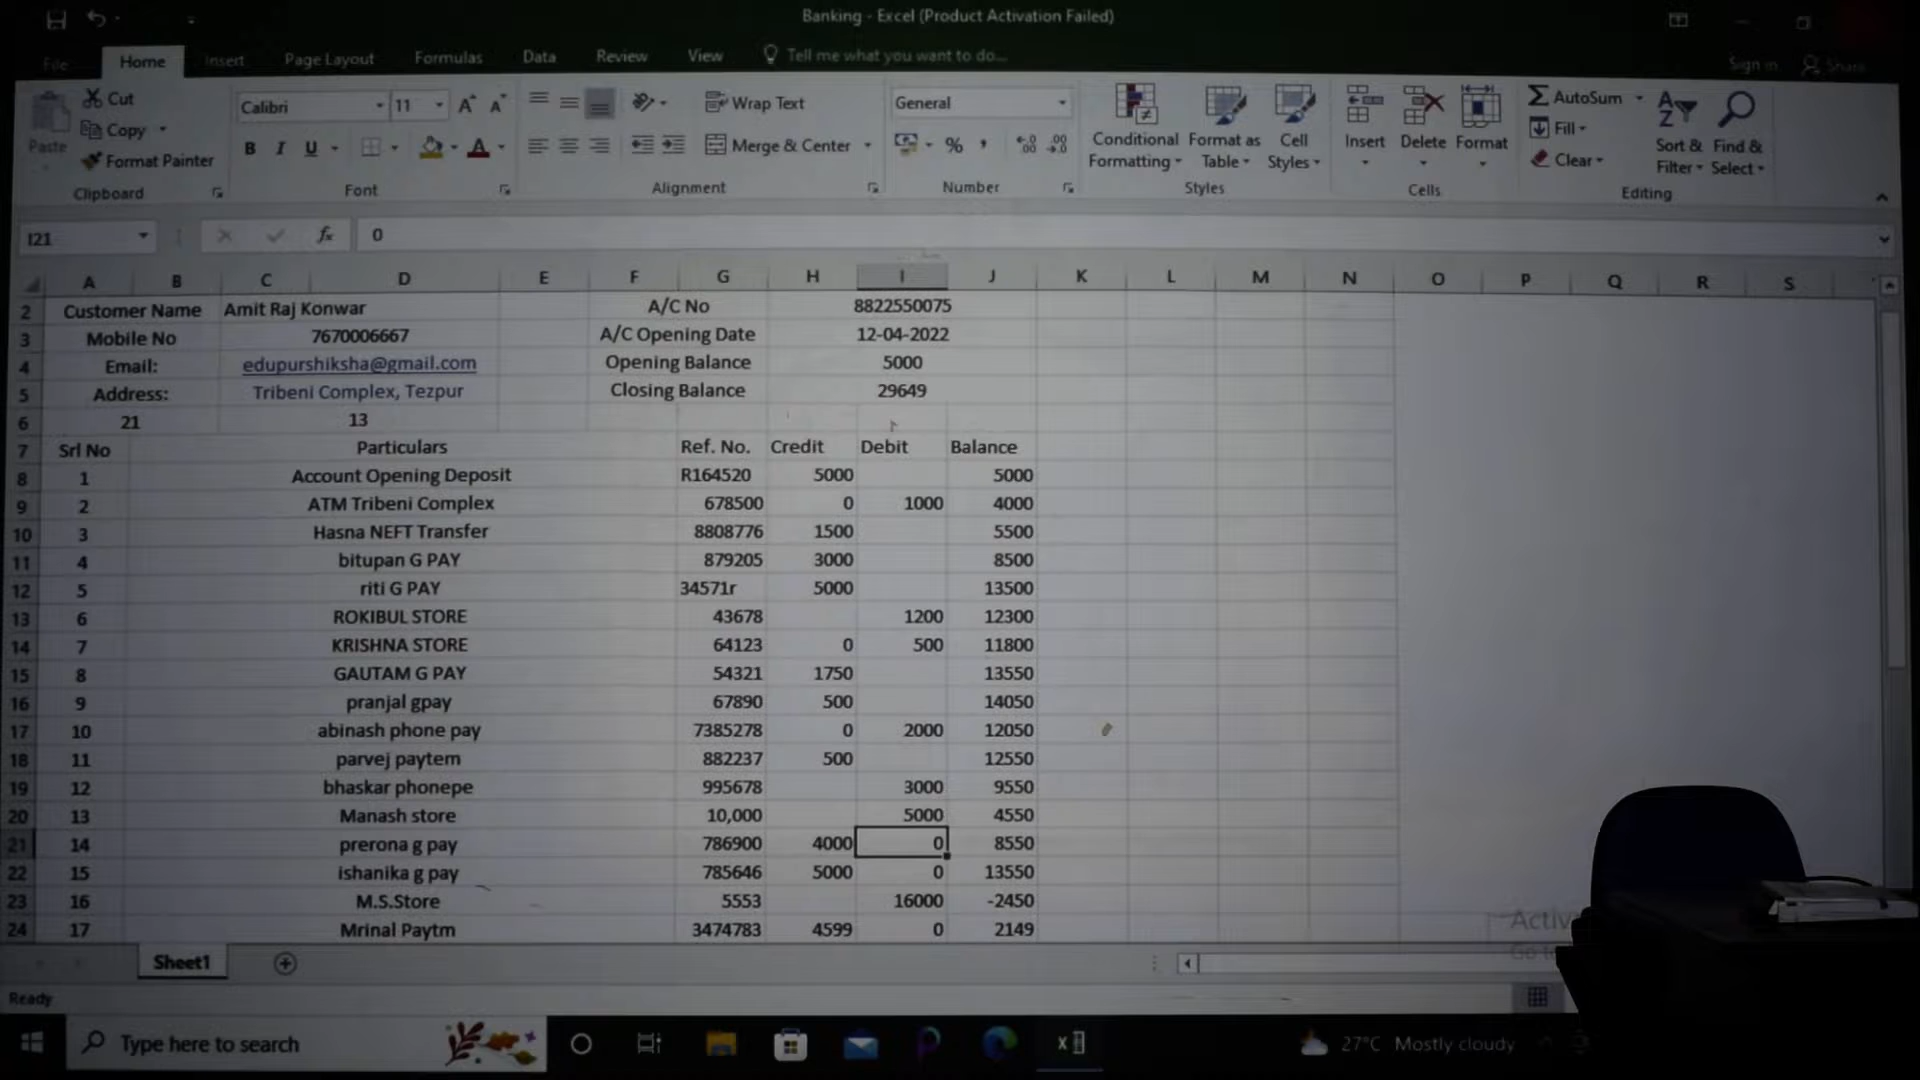 Banking - Excel (Product Activation Failed)
File Home Insert Page Layout Formulas Data Review View Tell me what you want to do... Sign in Share
Paste Cut Copy Format Painter Clipboard
Calibri 11 A A B I U A Font
Wrap Text Merge & Center Alignment
General % , Number
Conditional Formatting Format as Table Cell Styles Styles
Insert Delete Format Cells
AutoSum Fill Clear Sort & Filter Find & Select Editing
I21 fx 0
A B C D E F G H I J K L M N O P Q R S
2 Customer Name Amit Raj Konwar A/C No 8822550075
3 Mobile No 7670006667 A/C Opening Date 12-04-2022
4 Email: edupurshiksha@gmail.com Opening Balance 5000
5 Address: Tribeni Complex, Tezpur Closing Balance 29649
6 21 13
7 Srl No Particulars Ref. No. Credit Debit Balance
8 1 Account Opening Deposit R164520 5000 5000
9 2 ATM Tribeni Complex 678500 0 1000 4000
10 3 Hasna NEFT Transfer 8808776 1500 5500
11 4 bitupan G PAY 879205 3000 8500
12 5 riti G PAY 34571r 5000 13500
13 6 ROKIBUL STORE 43678 1200 12300
14 7 KRISHNA STORE 64123 0 500 11800
15 8 GAUTAM G PAY 54321 1750 13550
16 9 pranjal gpay 67890 500 14050
17 10 abinash phone pay 7385278 0 2000 12050
18 11 parvej paytem 882237 500 12550
19 12 bhaskar phonepe 995678 3000 9550
20 13 Manash store 10,000 5000 4550
21 14 prerona g pay 786900 4000 0 8550
22 15 ishanika g pay 785646 5000 0 13550
23 16 M.S.Store 5553 16000 -2450
24 17 Mrinal Paytm 3474783 4599 0 2149
Sheet1
Ready
Type here to search 27°C Mostly cloudy